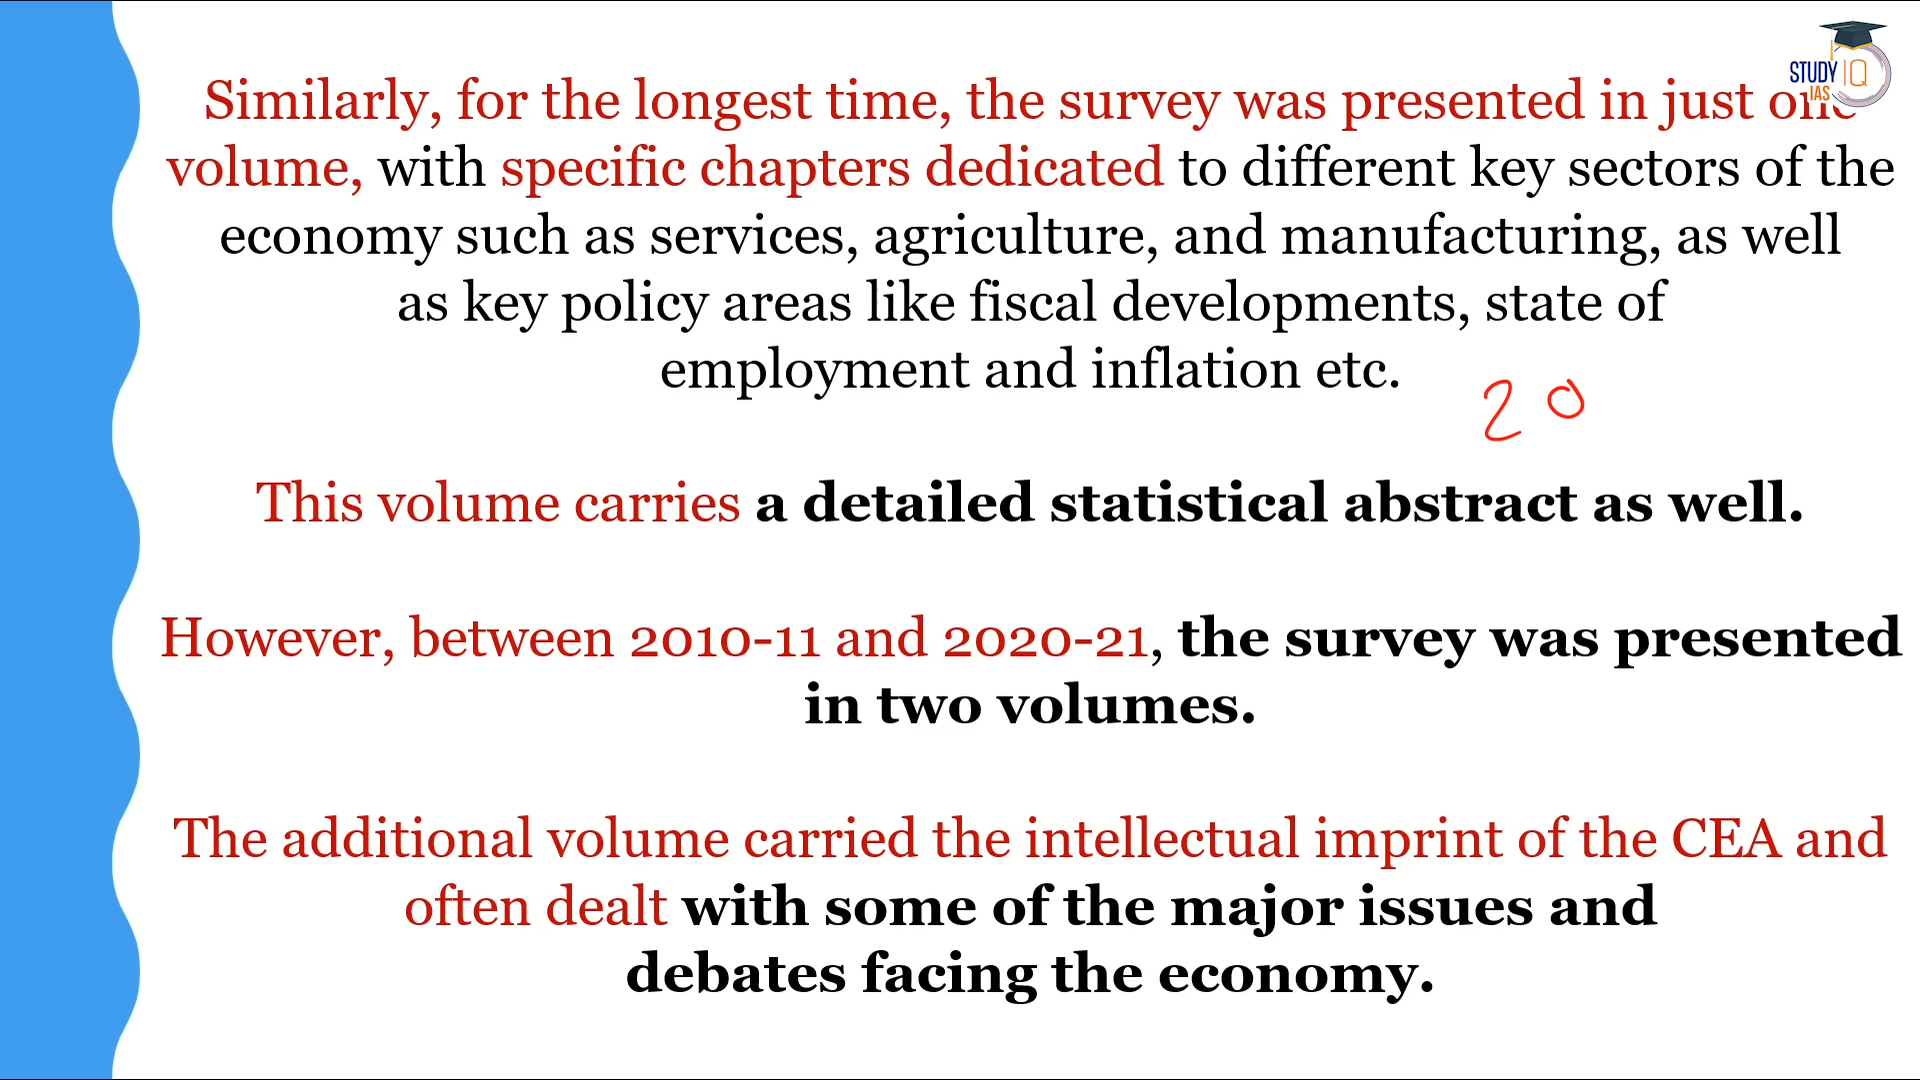 STUDY IQ
IAS
Similarly, for the longest time, the survey was presented in just one
volume, with specific chapters dedicated to different key sectors of the
economy such as services, agriculture, and manufacturing, as well
as key policy areas like fiscal developments, state of
employment and inflation etc.
20
This volume carries a detailed statistical abstract as well.
However, between 2010-11 and 2020-21, the survey was presented
in two volumes.
The additional volume carried the intellectual imprint of the CEA and
often dealt with some of the major issues and
debates facing the economy.